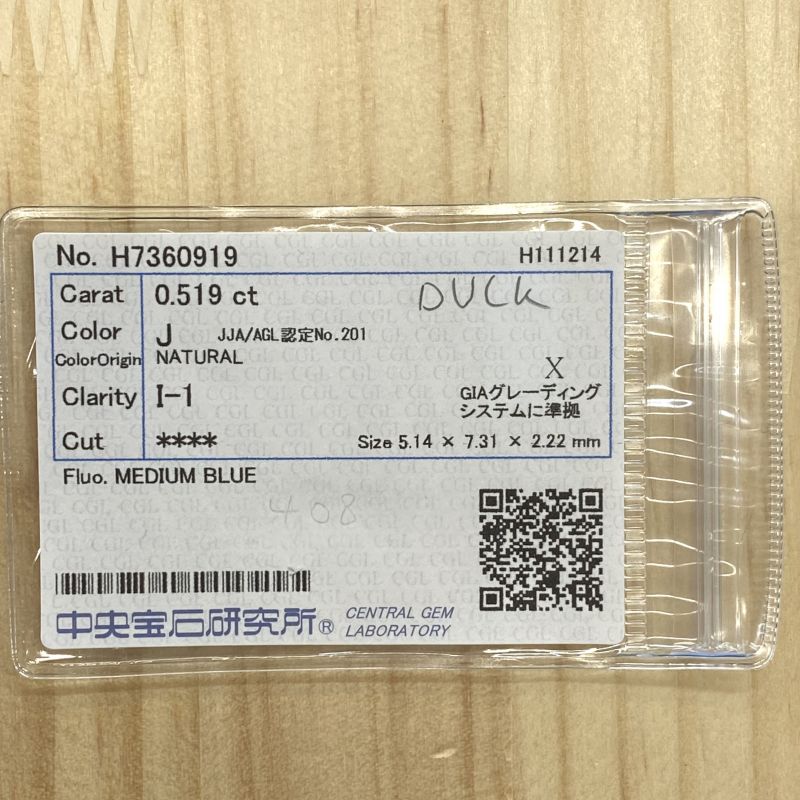 No. H7360919 H111214
Carat 0.519 ct DUCK
Color J JJA/AGL認定No.201
ColorOrigin NATURAL
X
Clarity I-1 GIAグレーディング
システムに準拠
Cut **** Size 5.14 × 7.31 × 2.22 mm
Fluo. MEDIUM BLUE
408
中央宝石研究所® CENTRAL GEM
LABORATORY